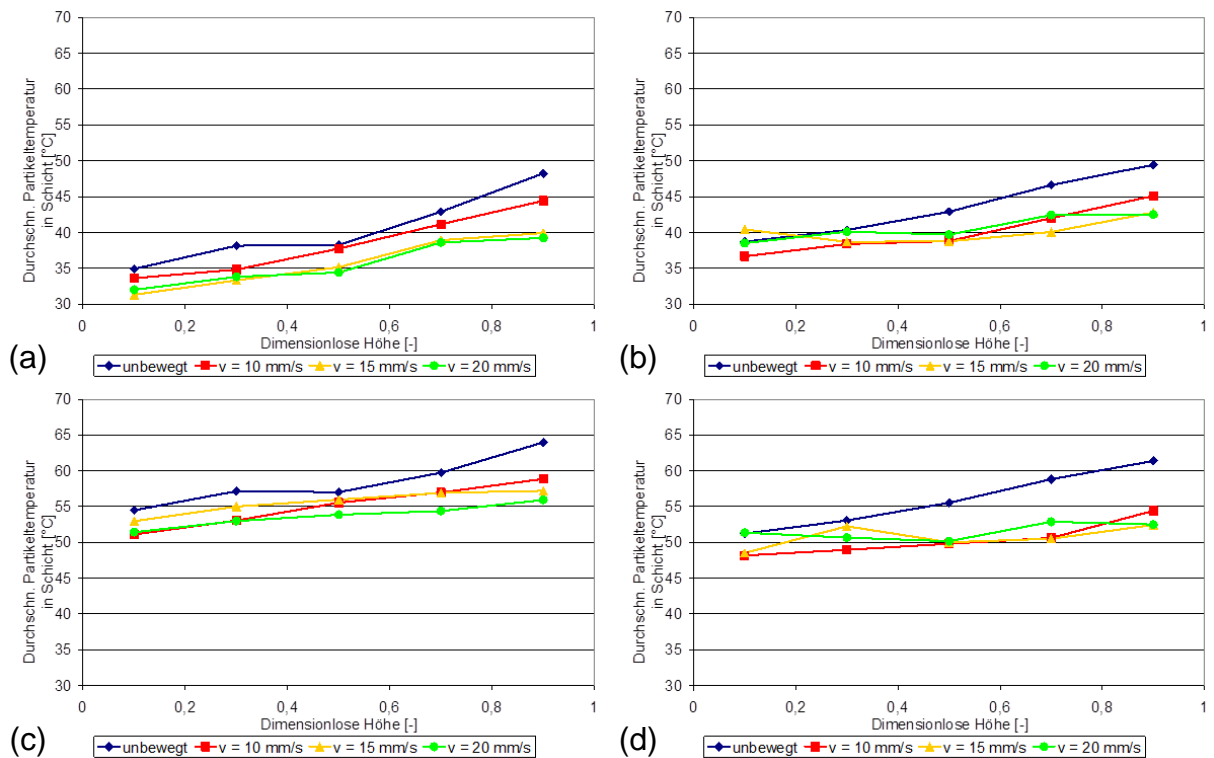 70
65
60
55
50
45
40
35
30
Durchschn. Partikeltemperatur
in Schicht [°C]
0 0,2 0,4 0,6 0,8 1
Dimensionlose Höhe [-]
(a)
unbewegt v = 10 mm/s v = 15 mm/s v = 20 mm/s
70
65
60
55
50
45
40
35
30
Durchschn. Partikeltemperatur
in Schicht [°C]
0 0,2 0,4 0,6 0,8 1
Dimensionlose Höhe [-]
(b)
unbewegt v = 10 mm/s v = 15 mm/s v = 20 mm/s
70
65
60
55
50
45
40
35
30
Durchschn. Partikeltemperatur
in Schicht [°C]
0 0,2 0,4 0,6 0,8 1
Dimensionlose Höhe [-]
(c)
unbewegt v = 10 mm/s v = 15 mm/s v = 20 mm/s
70
65
60
55
50
45
40
35
30
Durchschn. Partikeltemperatur
in Schicht [°C]
0 0,2 0,4 0,6 0,8 1
Dimensionlose Höhe [-]
(d)
unbewegt v = 10 mm/s v = 15 mm/s v = 20 mm/s